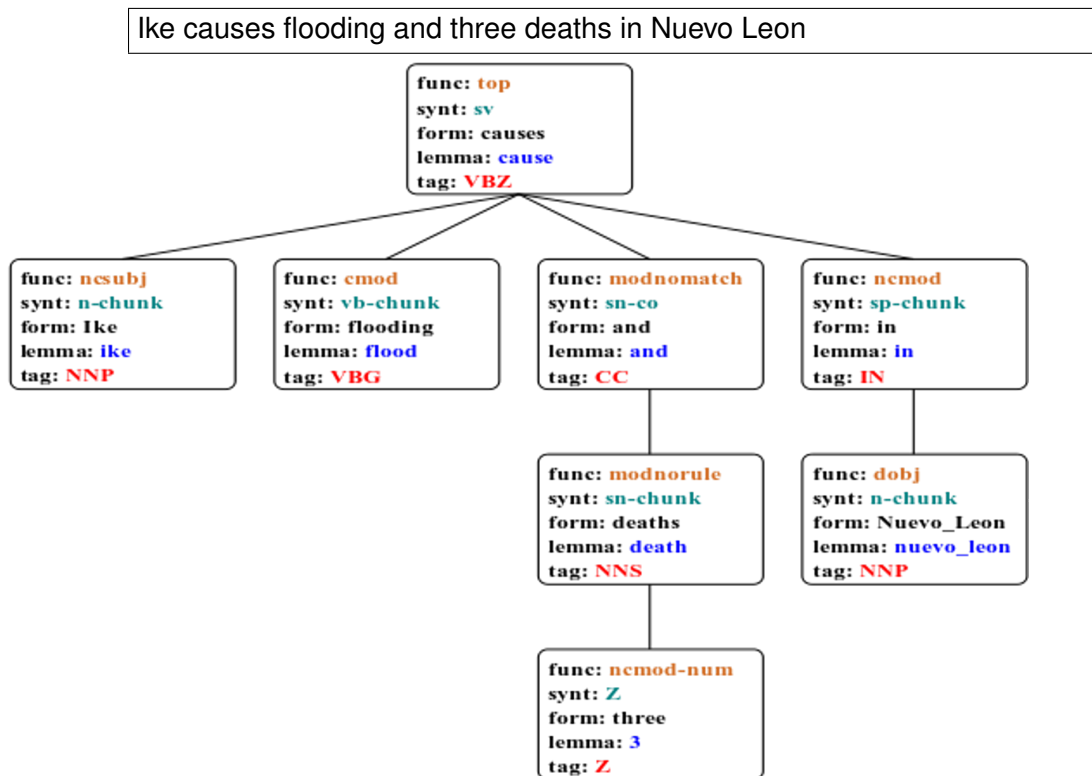 Ike causes flooding and three deaths in Nuevo Leon
func: top
synt: sv
form: causes
lemma: cause
tag: VBZ
func: ncsubj
synt: n-chunk
form: Ike
lemma: ike
tag: NNP
func: cmod
synt: vb-chunk
form: flooding
lemma: flood
tag: VBG
func: modnomatch
synt: sn-co
form: and
lemma: and
tag: CC
func: ncmod
synt: sp-chunk
form: in
lemma: in
tag: IN
func: modnorule
synt: sn-chunk
form: deaths
lemma: death
tag: NNS
func: dobj
synt: n-chunk
form: Nuevo_Leon
lemma: nuevo_leon
tag: NNP
func: ncmod-num
synt: Z
form: three
lemma: 3
tag: Z